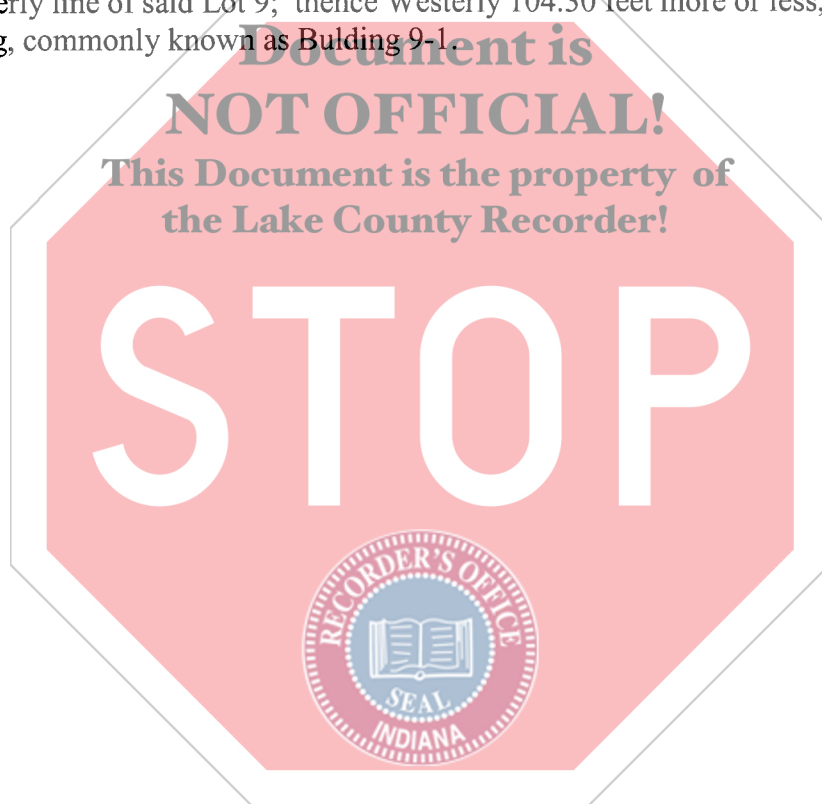 erly line of said Lot 9; thence Westerly 104.50 feet more or less,
g, commonly known as Bulding 9-1.
Document is
NOT OFFICIAL!
This Document is the property of
the Lake County Recorder!
STOP
RECORDER'S OFFICE
SEAL
INDIANA